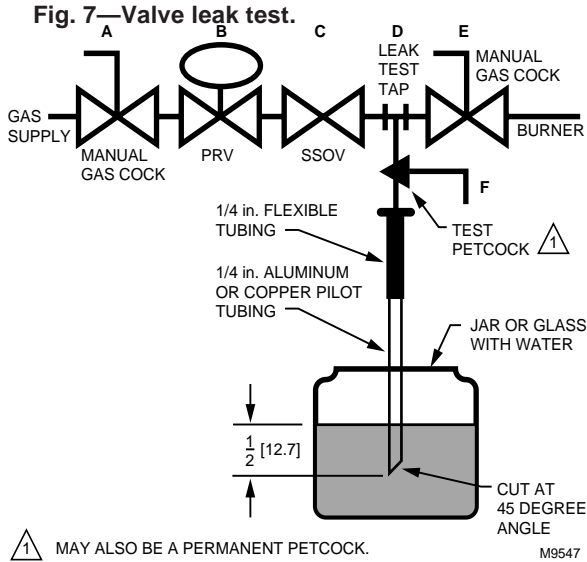 Fig. 7—Valve leak test.
A
B
C
D
E
LEAK
TEST
TAP
MANUAL
GAS COCK
GAS
SUPPLY
BURNER
MANUAL
GAS COCK
PRV
SSOV
F
TEST
PETCOCK 1
1/4 in. FLEXIBLE
TUBING
1/4 in. ALUMINUM
OR COPPER PILOT
TUBING
JAR OR GLASS
WITH WATER
1/2 [12.7]
CUT AT
45 DEGREE
ANGLE
1 MAY ALSO BE A PERMANENT PETCOCK.
M9547